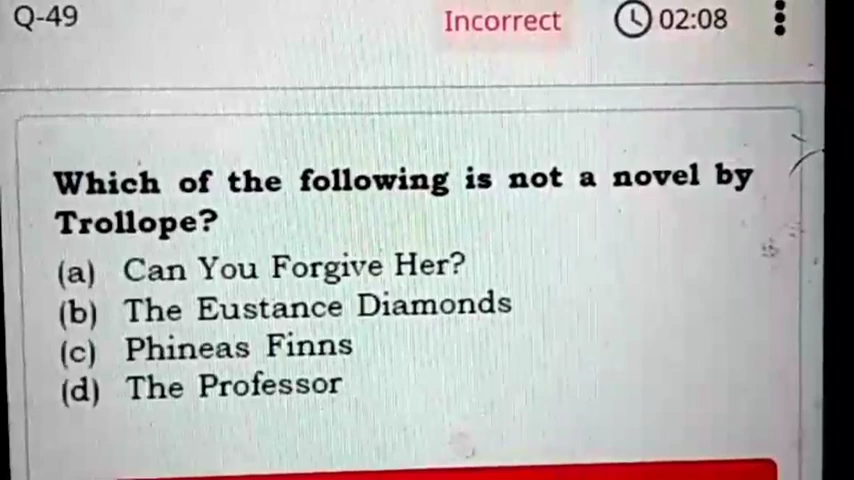 Q-49 Incorrect 02:08
Which of the following is not a novel by
Trollope?
(a) Can You Forgive Her?
(b) The Eustance Diamonds
(c) Phineas Finns
(d) The Professor